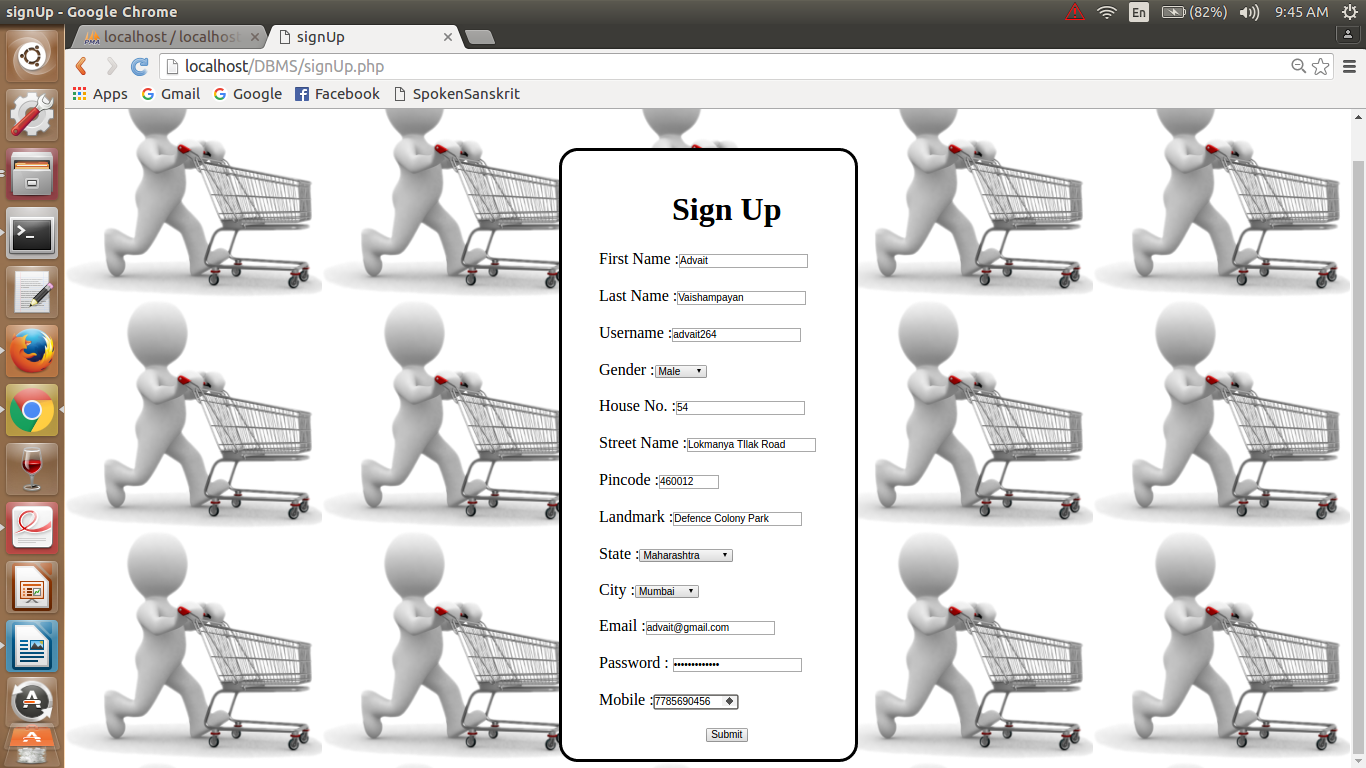 signUp - Google Chrome
En (82%) 9:45 AM
PMA localhost / localhost signUp
localhost/DBMS/signUp.php
Apps Gmail Google Facebook SpokenSanskrit
Sign Up
First Name :Advait
Last Name :Vaishampayan
Username :advait264
Gender :Male
House No. :54
Street Name :Lokmanya TIlak Road
Pincode :460012
Landmark :Defence Colony Park
State :Maharashtra
City :Mumbai
Email :advait@gmail.com
Password : •••••••••••••
Mobile :7785690456
Submit